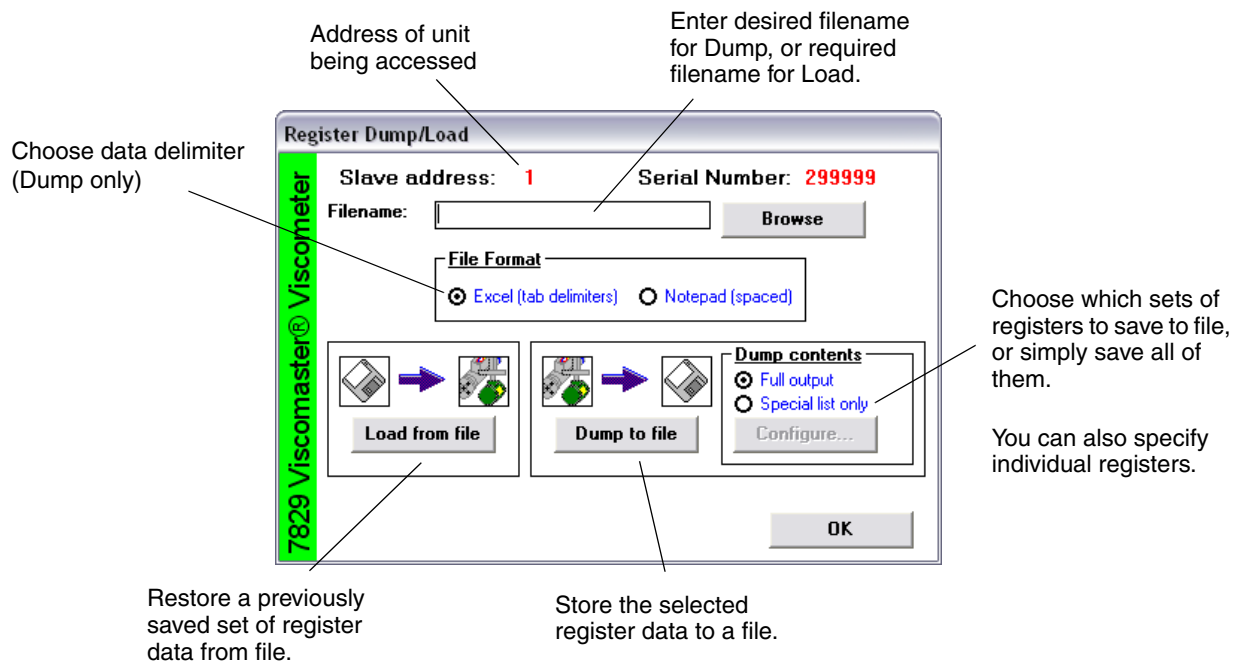 Address of unit
being accessed
Enter desired filename
for Dump, or required
filename for Load.
Choose data delimiter
(Dump only)
Register Dump/Load
7829 Viscomaster® Viscometer
Slave address: 1 Serial Number: 299999
Filename: Browse
File Format
Excel (tab delimiters) Notepad (spaced)
Load from file
Dump to file
Dump contents
Full output
Special list only
Configure...
OK
Choose which sets of
registers to save to file,
or simply save all of
them.
You can also specify
individual registers.
Restore a previously
saved set of register
data from file.
Store the selected
register data to a file.